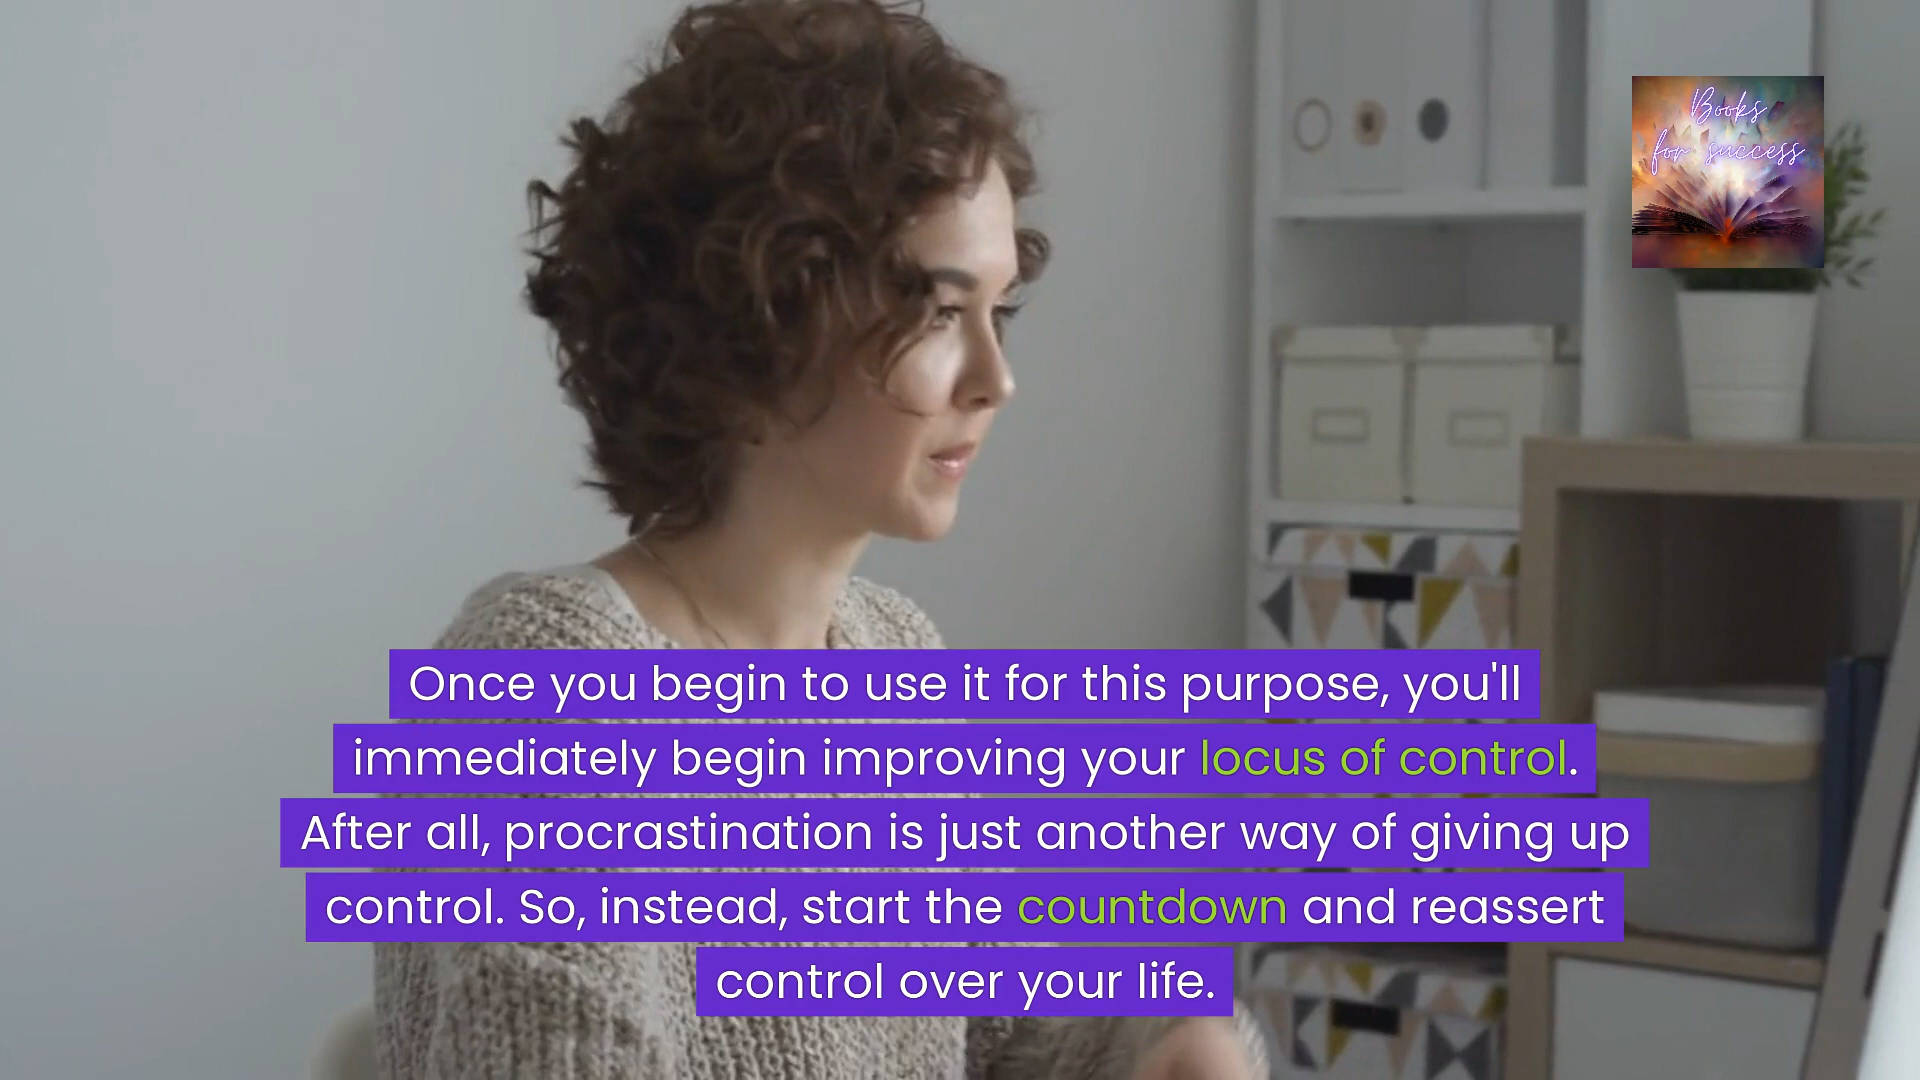 Books
for success
Once you begin to use it for this purpose, you'll
immediately begin improving your locus of control.
After all, procrastination is just another way of giving up
control. So, instead, start the countdown and reassert
control over your life.